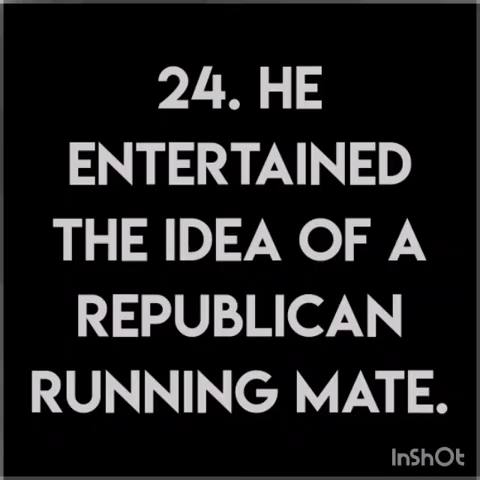 24. HE
ENTERTAINED
THE IDEA OF A
REPUBLICAN
RUNNING MATE.
InShOt